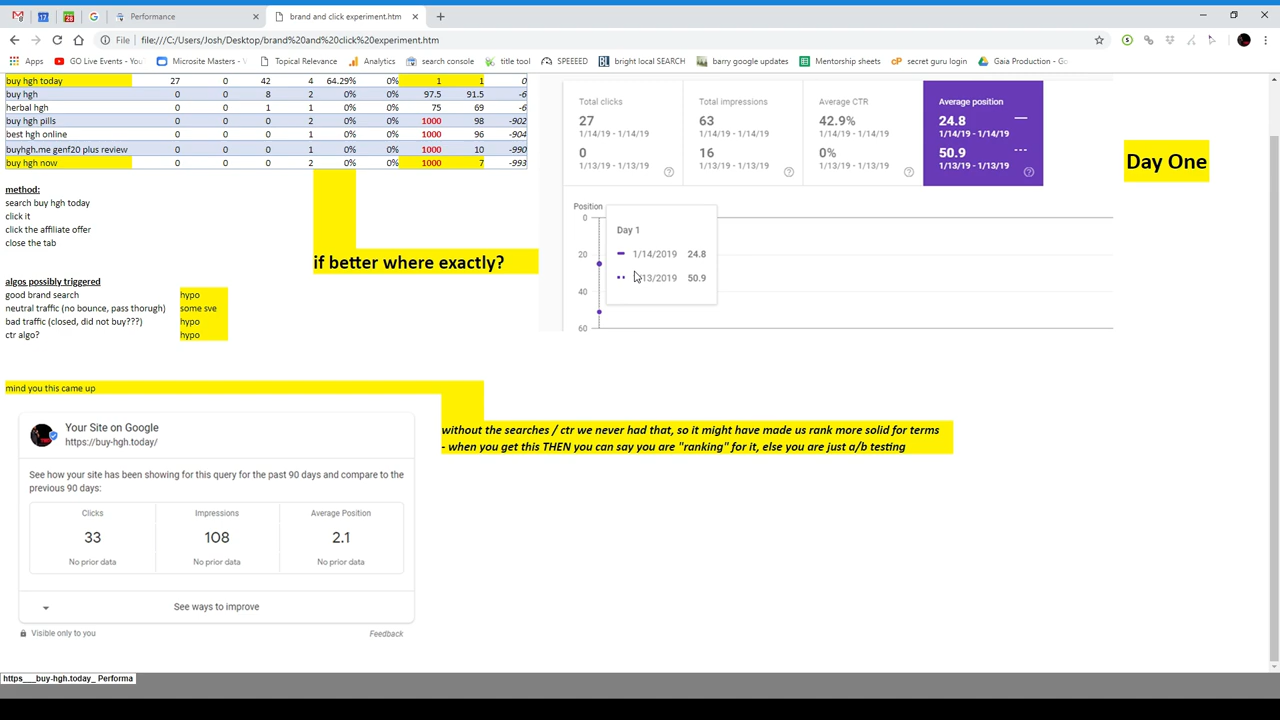 Performance
brand and click experiment.htm
File file:///C:/Users/Josh/Desktop/brand%20and%20click%20experiment.htm
Apps GO Live Events - Yo Microsite Masters - Topical Relevance Analytics search console title tool SPEEEED bright local SEARCH barry google updates Mentorship sheets secret guru login Gaia Production - Go
buy hgh today 27 0 42 4 64.29% 0% 1 1 0
buy hgh 0 0 8 2 0% 0% 97.5 91.5 -6
herbal hgh 0 0 1 1 0% 0% 75 69 -6
buy hgh pills 0 0 0 2 0% 0% 1000 98 -902
best hgh online 0 0 0 1 0% 0% 1000 96 -904
buyhgh.me genf20 plus review 0 0 0 1 0% 0% 1000 10 -990
buy hgh now 0 0 0 2 0% 0% 1000 7 -993
Total clicks
27
1/14/19 - 1/14/19
0
1/13/19 - 1/13/19
Total impressions
63
1/14/19 - 1/14/19
16
1/13/19 - 1/13/19
Average CTR
42.9%
1/14/19 - 1/14/19
0%
1/13/19 - 1/13/19
Average position
24.8
1/14/19 - 1/14/19
50.9
1/13/19 - 1/13/19
Day One
method:
search buy hgh today
click it
click the affiliate offer
close the tab
if better where exactly?
Position
0
20
40
60
Day 1
1/14/2019 24.8
13/2019 50.9
algos possibly triggered
good brand search hypo
neutral traffic (no bounce, pass thorugh) some sve
bad traffic (closed, did not buy???) hypo
ctr algo? hypo
mind you this came up
without the searches / ctr we never had that, so it might have made us rank more solid for terms
- when you get this THEN you can say you are "ranking" for it, else you are just a/b testing
Your Site on Google
https://buy-hgh.today/
See how your site has been showing for this query for the past 90 days and compare to the
previous 90 days:
Clicks
33
No prior data
Impressions
108
No prior data
Average Position
2.1
No prior data
See ways to improve
Visible only to you
Feedback
https___buy-hgh.today_ Performa